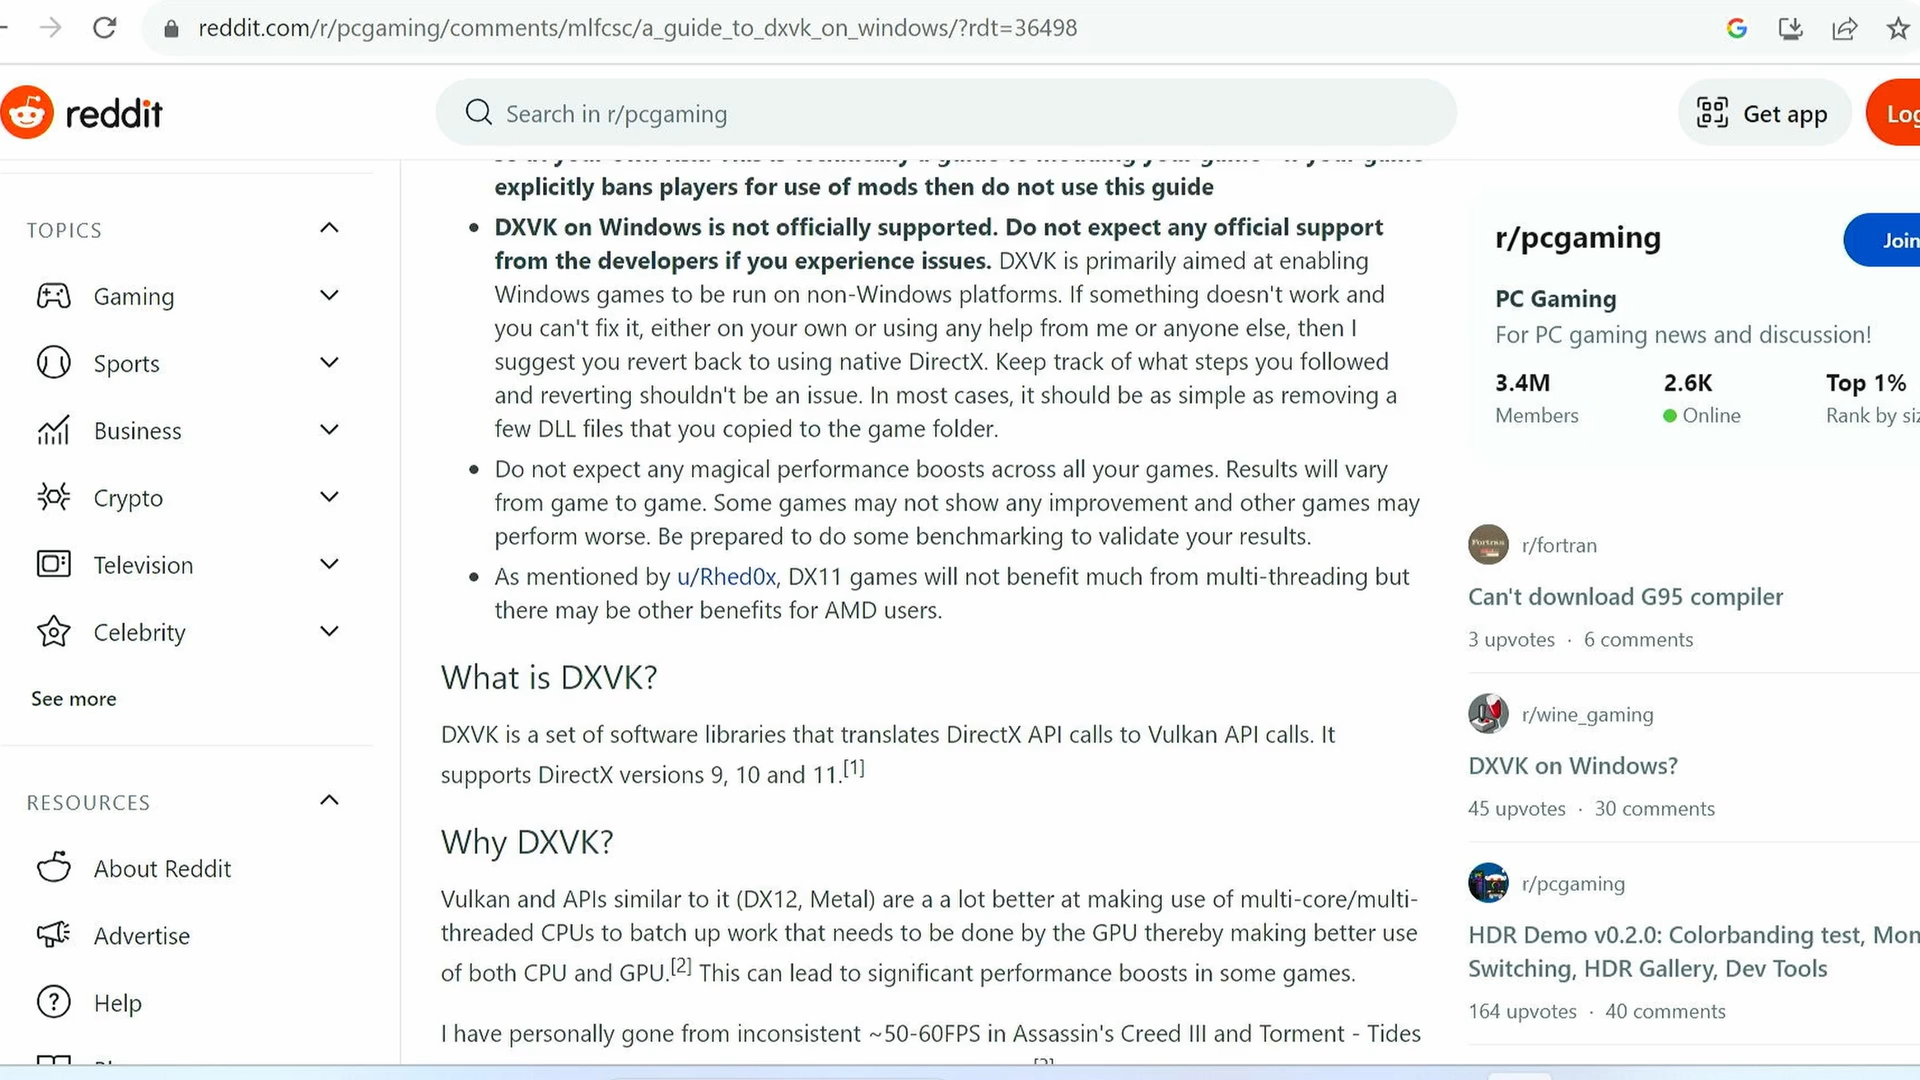 reddit.com/r/pcgaming/comments/mlfcsc/a_guide_to_dxvk_on_windows/?rdt=36498
reddit
Search in r/pcgaming
Get app
Log
TOPICS
Gaming
Sports
Business
Crypto
Television
Celebrity
See more
RESOURCES
About Reddit
Advertise
Help
explicitly bans players for use of mods then do not use this guide
DXVK on Windows is not officially supported. Do not expect any official support
from the developers if you experience issues. DXVK is primarily aimed at enabling
Windows games to be run on non-Windows platforms. If something doesn't work and
you can't fix it, either on your own or using any help from me or anyone else, then I
suggest you revert back to using native DirectX. Keep track of what steps you followed
and reverting shouldn't be an issue. In most cases, it should be as simple as removing a
few DLL files that you copied to the game folder.
Do not expect any magical performance boosts across all your games. Results will vary
from game to game. Some games may not show any improvement and other games may
perform worse. Be prepared to do some benchmarking to validate your results.
As mentioned by u/Rhed0x, DX11 games will not benefit much from multi-threading but
there may be other benefits for AMD users.
What is DXVK?
DXVK is a set of software libraries that translates DirectX API calls to Vulkan API calls. It
supports DirectX versions 9, 10 and 11.[1]
Why DXVK?
Vulkan and APIs similar to it (DX12, Metal) are a a lot better at making use of multi-core/multi-
threaded CPUs to batch up work that needs to be done by the GPU thereby making better use
of both CPU and GPU.[2] This can lead to significant performance boosts in some games.
I have personally gone from inconsistent ~50-60FPS in Assassin's Creed III and Torment - Tides
r/pcgaming
Join
PC Gaming
For PC gaming news and discussion!
3.4M 2.6K Top 1%
Members Online Rank by siz
r/fortran
Can't download G95 compiler
3 upvotes · 6 comments
r/wine_gaming
DXVK on Windows?
45 upvotes · 30 comments
r/pcgaming
HDR Demo v0.2.0: Colorbanding test, Mon
Switching, HDR Gallery, Dev Tools
164 upvotes · 40 comments